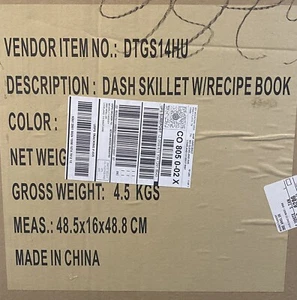 VENDOR ITEM NO.: DTGS14HU
DESCRIPTION : DASH SKILLET W/RECIPE BOOK
COLOR :
CO 805 0-02 X
NET WEIG
GROSS WEIGHT: 4.5 KGS
MEAS.: 48.5x16x48.8 CM
MADE IN CHINA